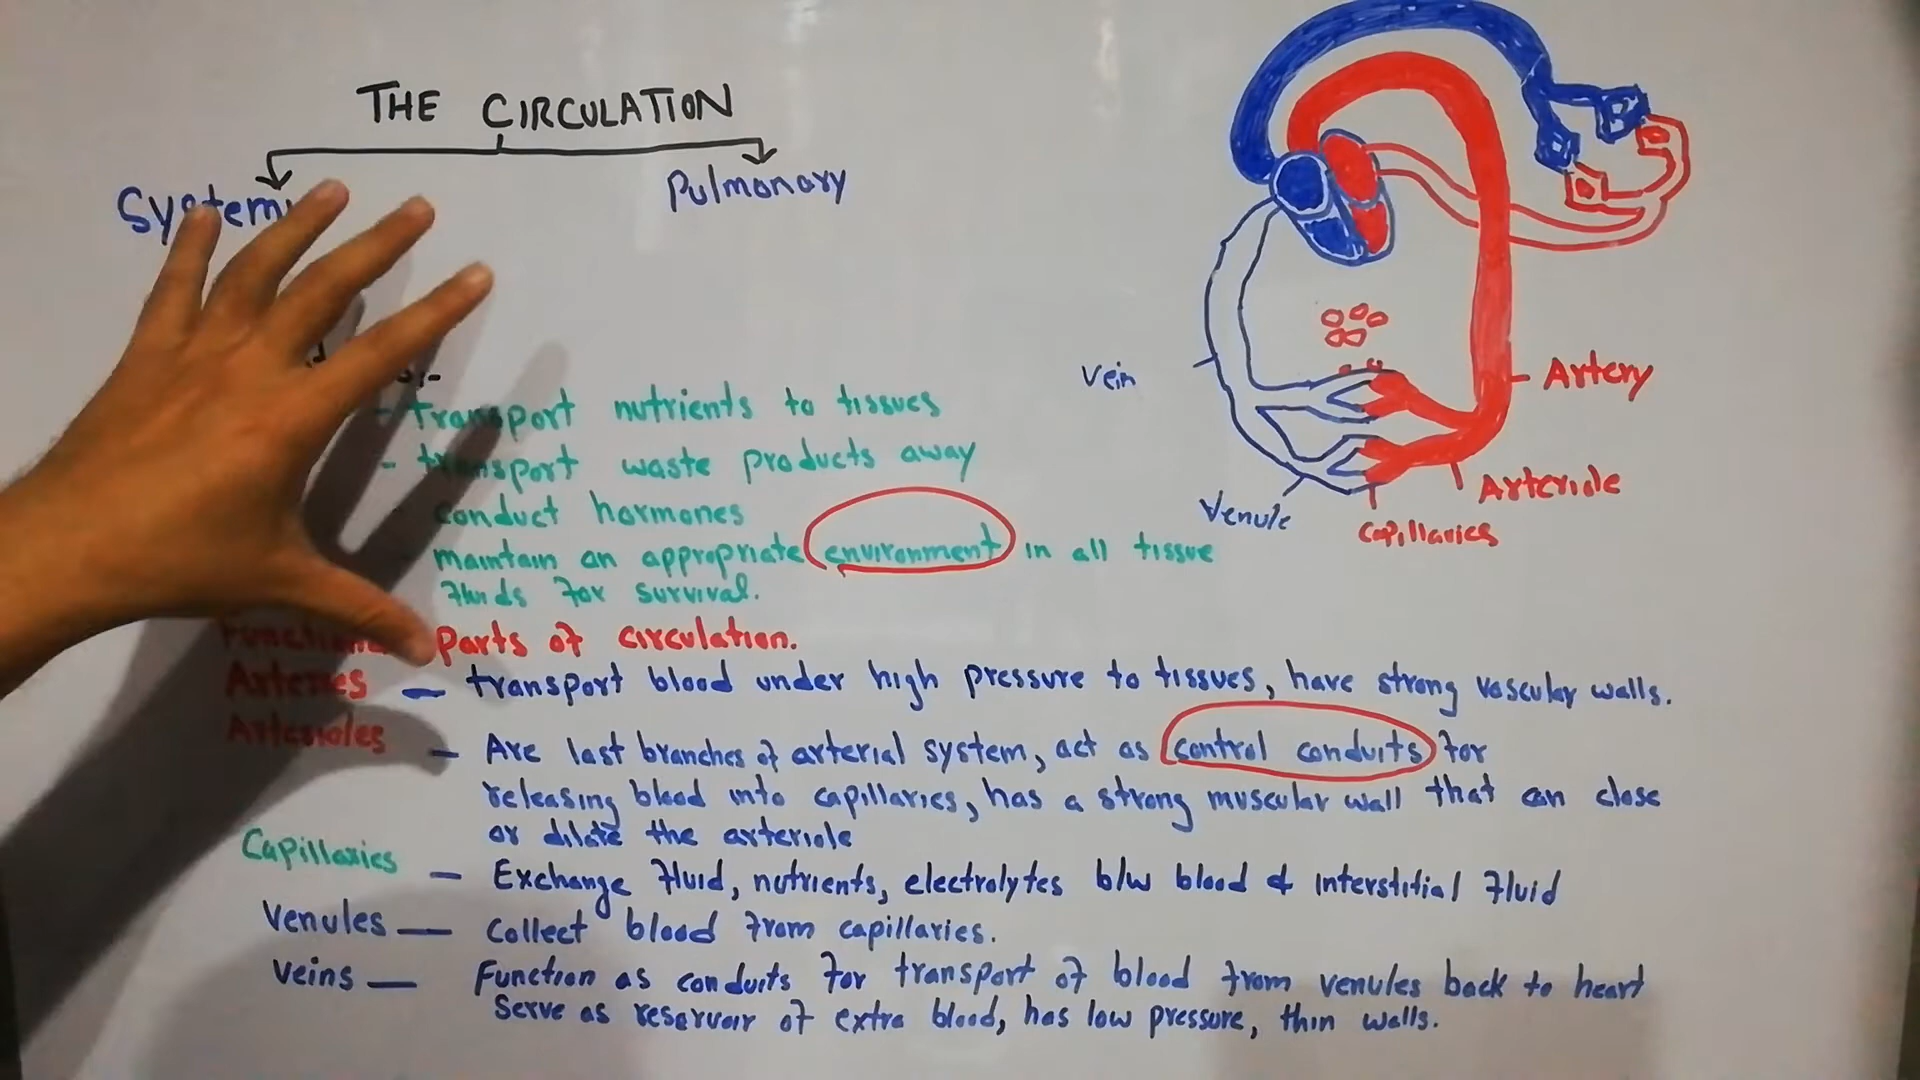 THE CIRCULATION
Pulmonary
- Transport nutrients to tissues
- transport waste products away
conduct hormones
maintain an appropriate environment in all tissue
fluids for survival.
parts of circulation.
Arteries — transport blood under high pressure to tissues, have strong vascular walls.
Arterioles — Are last branches of arterial system, act as control conduits for
releasing blood into capillaries, has a strong muscular wall that can close
or dilate the arteriole
Capillaries — Exchange fluid, nutrients, electrolytes b/w blood & interstitial fluid
Venules — Collect blood from capillaries.
Veins — Function as conduits for transport of blood from venules back to heart
Serve as reservoir of extra blood, has low pressure, thin walls.
Vein
Artery
Arteriole
Venule
Capillaries